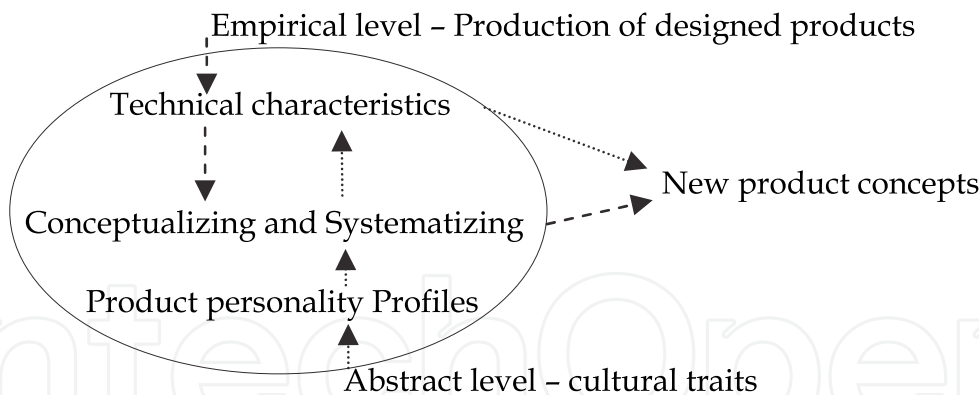 Empirical level – Production of designed products
Technical characteristics
New product concepts
Conceptualizing and Systematizing
Product personality Profiles
Abstract level – cultural traits